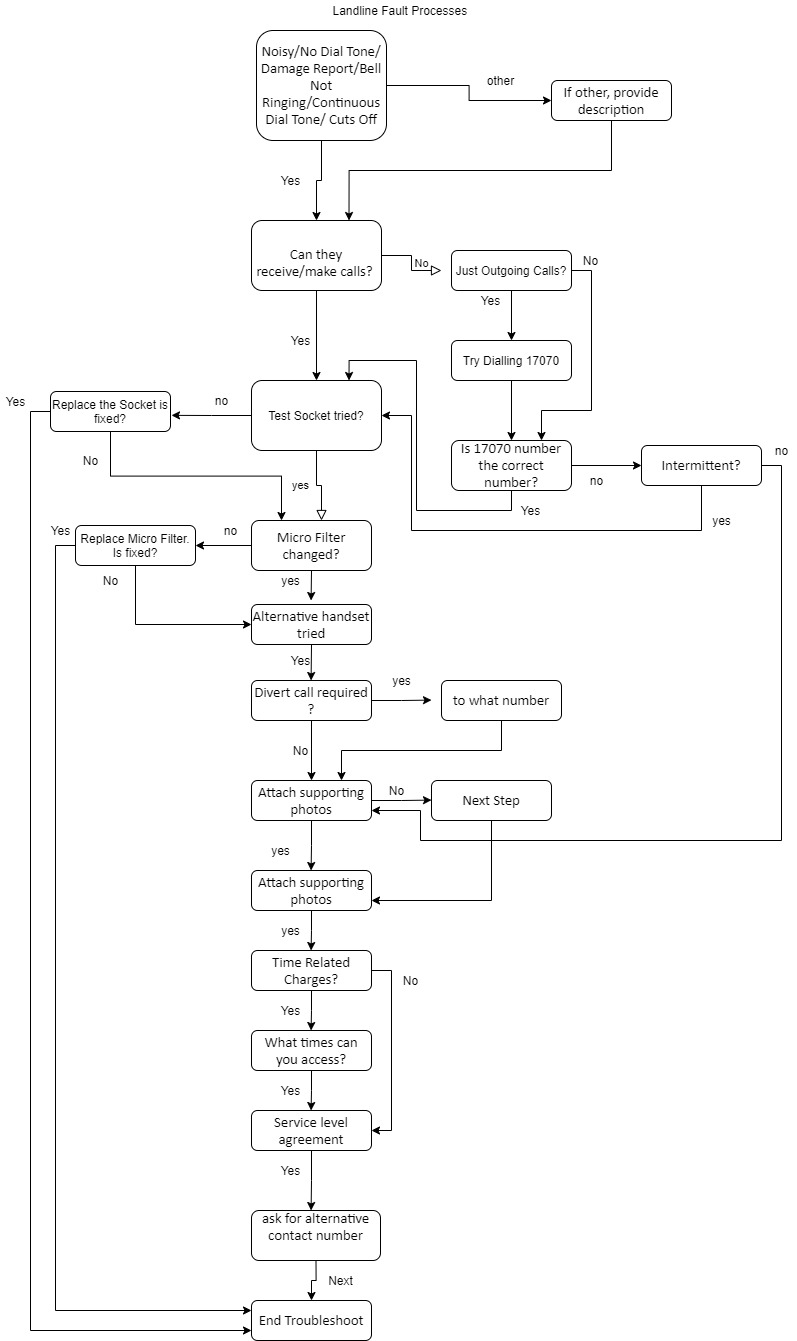 Landline Fault Processes
Noisy/No Dial Tone/
Damage Report/Bell
Not
Ringing/Continuous
Dial Tone/ Cuts Off
other
If other, provide
description
Yes
Can they
receive/make calls?
No
Just Outgoing Calls?
No
Yes
Yes
Try Dialling 17070
Yes
Replace the Socket is
fixed?
no
Test Socket tried?
No
yes
Is 17070 number
the correct
number?
no
Intermittent?
no
Yes
yes
Yes
Replace Micro Filter.
Is fixed?
no
Micro Filter
changed?
No
yes
Alternative handset
tried
Yes
Divert call required
?
yes
to what number
No
Attach supporting
photos
No
Next Step
yes
Attach supporting
photos
yes
Time Related
Charges?
No
Yes
What times can
you access?
Yes
Service level
agreement
Yes
ask for alternative
contact number
Next
End Troubleshoot